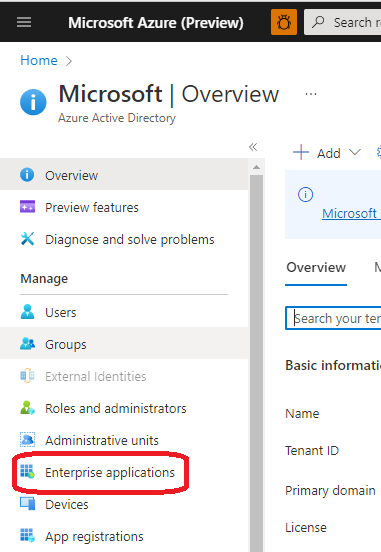 Microsoft Azure (Preview)
Search re
Home
Microsoft | Overview
...
Azure Active Directory
«
Overview
Preview features
Diagnose and solve problems
Manage
Users
Groups
External Identities
Roles and administrators
Administrative units
Enterprise applications
Devices
App registrations
+ Add
Microsoft
Overview
M
Search your ter
Basic informatio
Name
Tenant ID
Primary domain
License